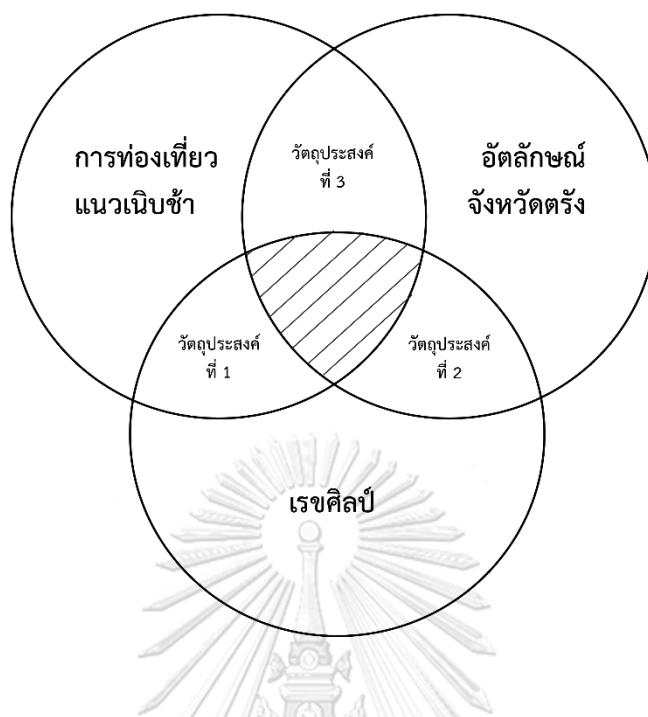 การท่องเที่ยว
แนวเนิบช้า
วัตถุประสงค์
ที่ 3
อัตลักษณ์
จังหวัดตรัง
วัตถุประสงค์
ที่ 1
วัตถุประสงค์
ที่ 2
เรขศิลป์